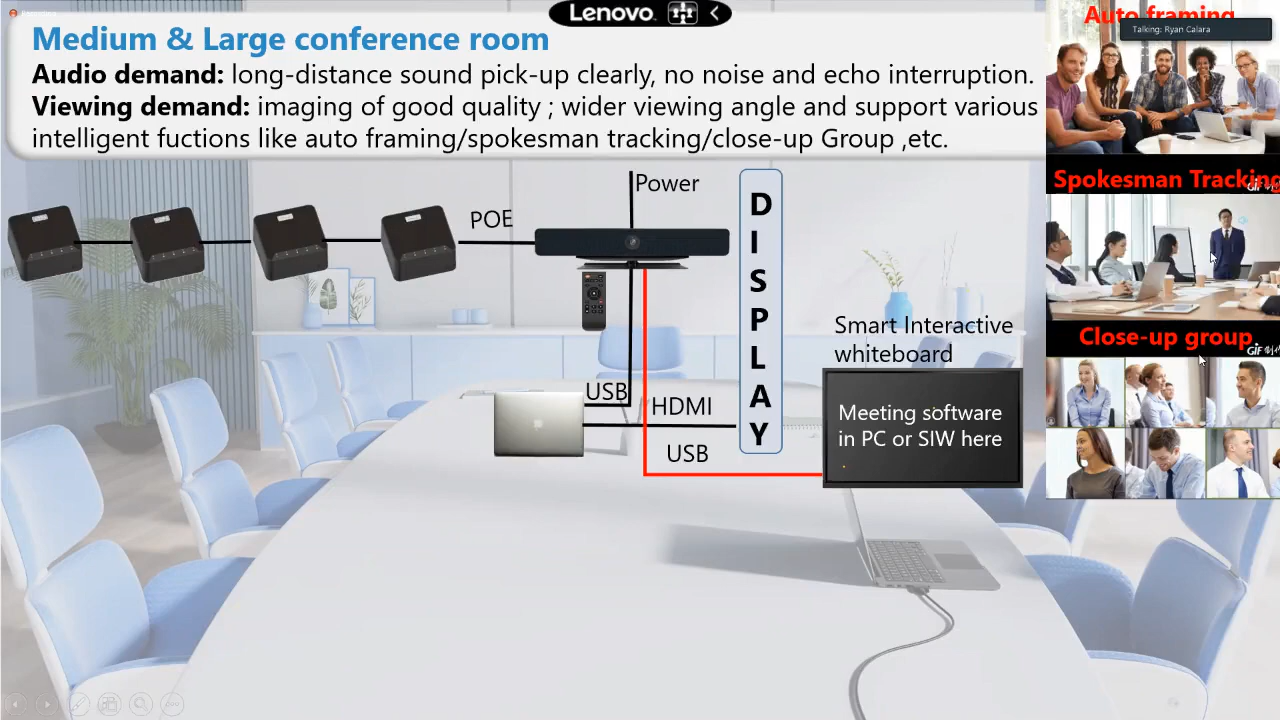 Lenovo
Medium & Large conference room
Audio demand: long-distance sound pick-up clearly, no noise and echo interruption.
Viewing demand: imaging of good quality ; wider viewing angle and support various
intelligent fuctions like auto framing/spokesman tracking/close-up Group ,etc.
Auto framing
Talking: Ryan Calara
Spokesman Tracking
GIF
Close-up group
GIF
Power
POE
DISPLAY
Smart Interactive
whiteboard
USB
HDMI
USB
Meeting software
in PC or SIW here